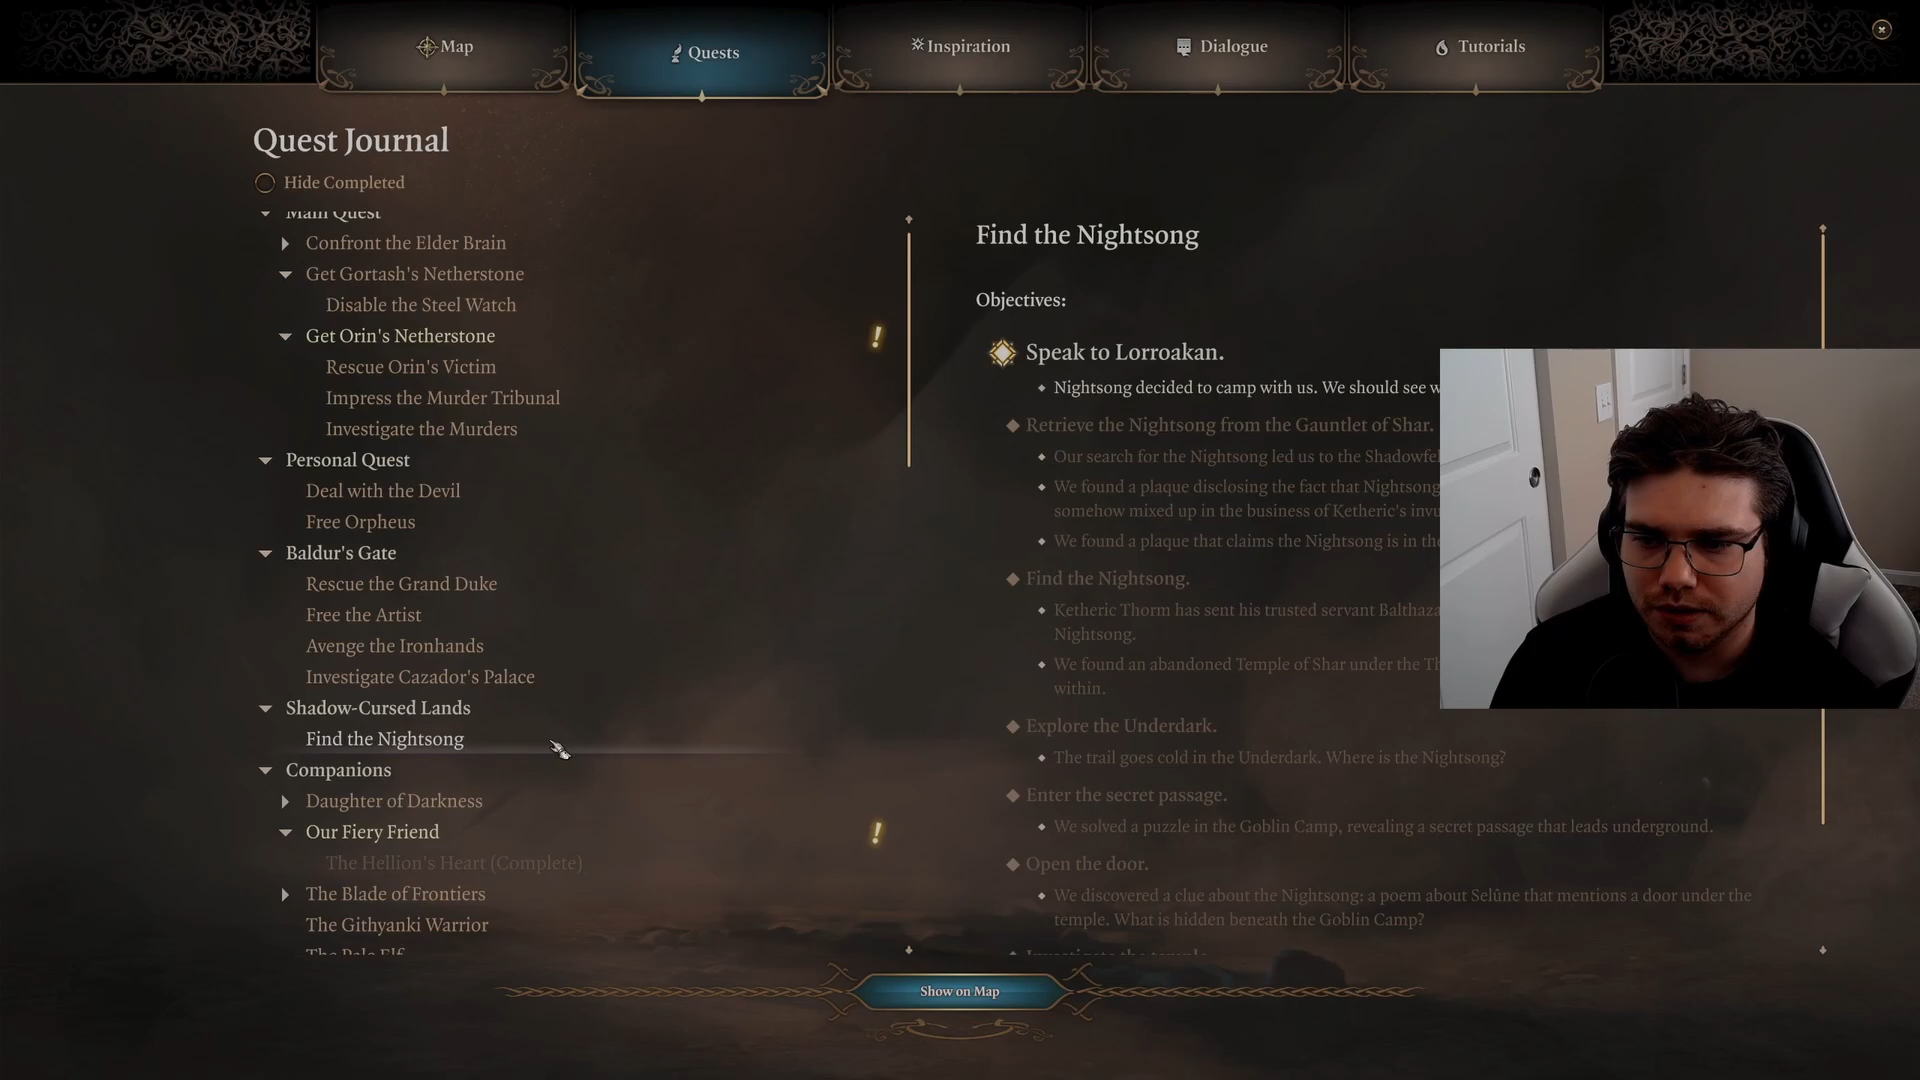 Map
Quests
Inspiration
Dialogue
Tutorials
Quest Journal
Hide Completed
Main Quest
Confront the Elder Brain
Get Gortash's Netherstone
Disable the Steel Watch
Get Orin's Netherstone
!
Rescue Orin's Victim
Impress the Murder Tribunal
Investigate the Murders
Personal Quest
Deal with the Devil
Free Orpheus
Baldur's Gate
Rescue the Grand Duke
Free the Artist
Avenge the Ironhands
Investigate Cazador's Palace
Shadow-Cursed Lands
Find the Nightsong
Companions
Daughter of Darkness
Our Fiery Friend
!
The Hellion's Heart (Complete)
The Blade of Frontiers
The Githyanki Warrior
The Pale Elf
Find the Nightsong
Objectives:
Speak to Lorroakan.
Nightsong decided to camp with us. We should see
Retrieve the Nightsong from the Gauntlet of Shar.
Our search for the Nightsong led us to the
We found a plaque disclosing the fact that Nightsong
somehow mixed up in the business of Ketheric's
We found a plaque that claims the Nightsong is in
Find the Nightsong.
Ketheric Thorm has sent his trusted servant
Nightsong.
We found an abandoned Temple of Shar under the
within.
Explore the Underdark.
The trail goes cold in the Underdark. Where is the Nightsong?
Enter the secret passage.
We solved a puzzle in the Goblin Camp, revealing a secret passage that leads underground.
Open the door.
We discovered a clue about the Nightsong: a poem about Selûne that mentions a door under the
temple. What is hidden beneath the Goblin Camp?
Investigate the temple.
Show on Map